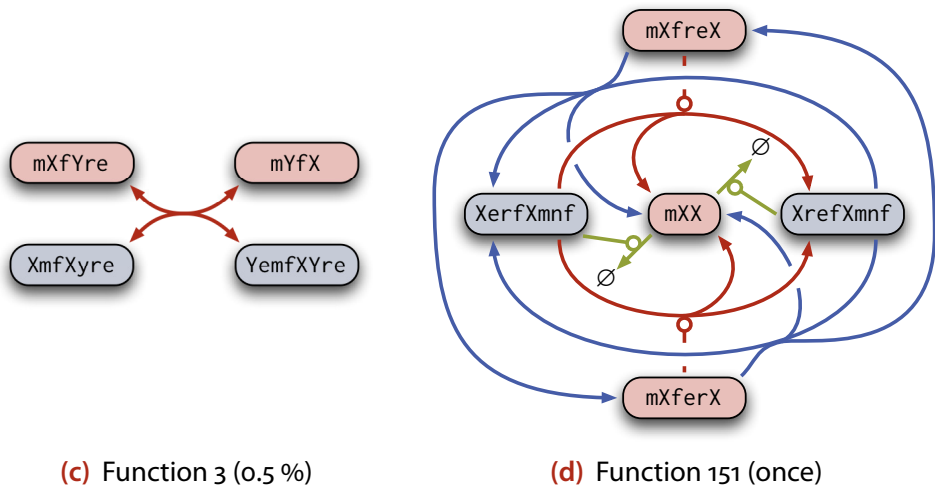 mXfreX
mXfYre
mYfX
∅
XerfXmnf
mXX
XrefXmnf
XmfXyre
YemfXYre
∅
mXferX
(c) Function 3 (0.5 %)
(d) Function 151 (once)